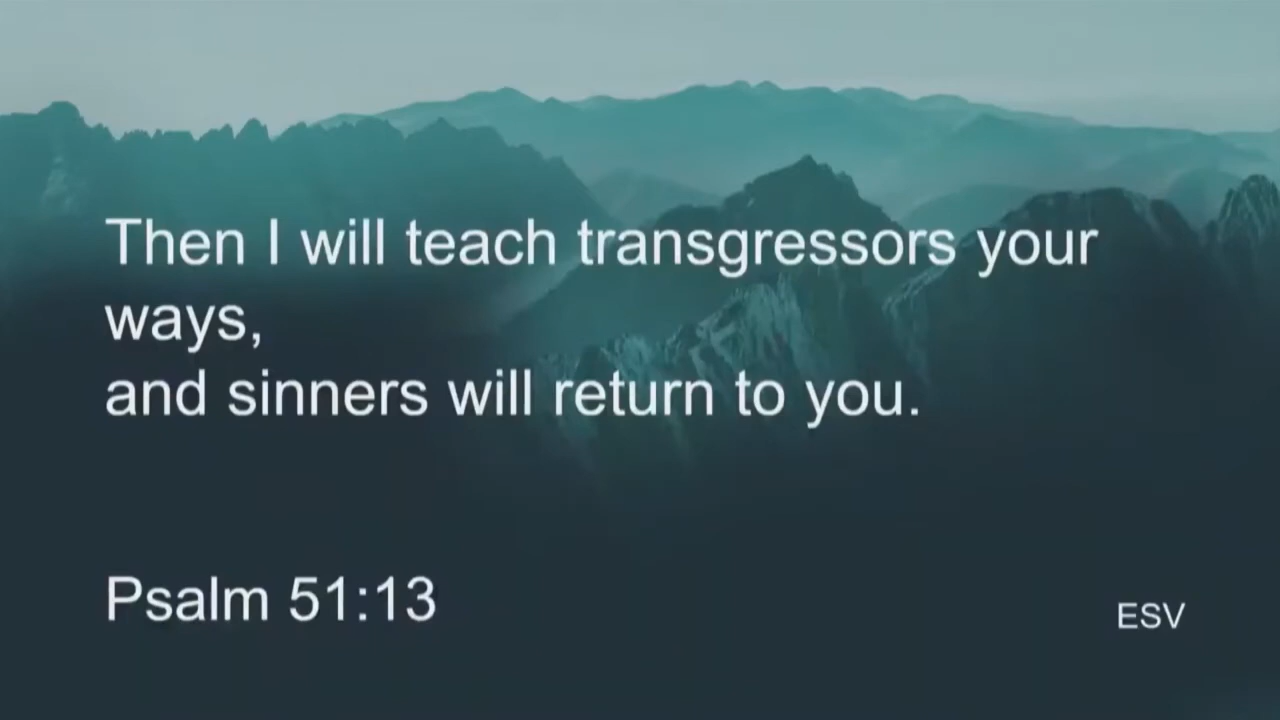 Then I will teach transgressors your
ways,
and sinners will return to you.
Psalm 51:13
ESV